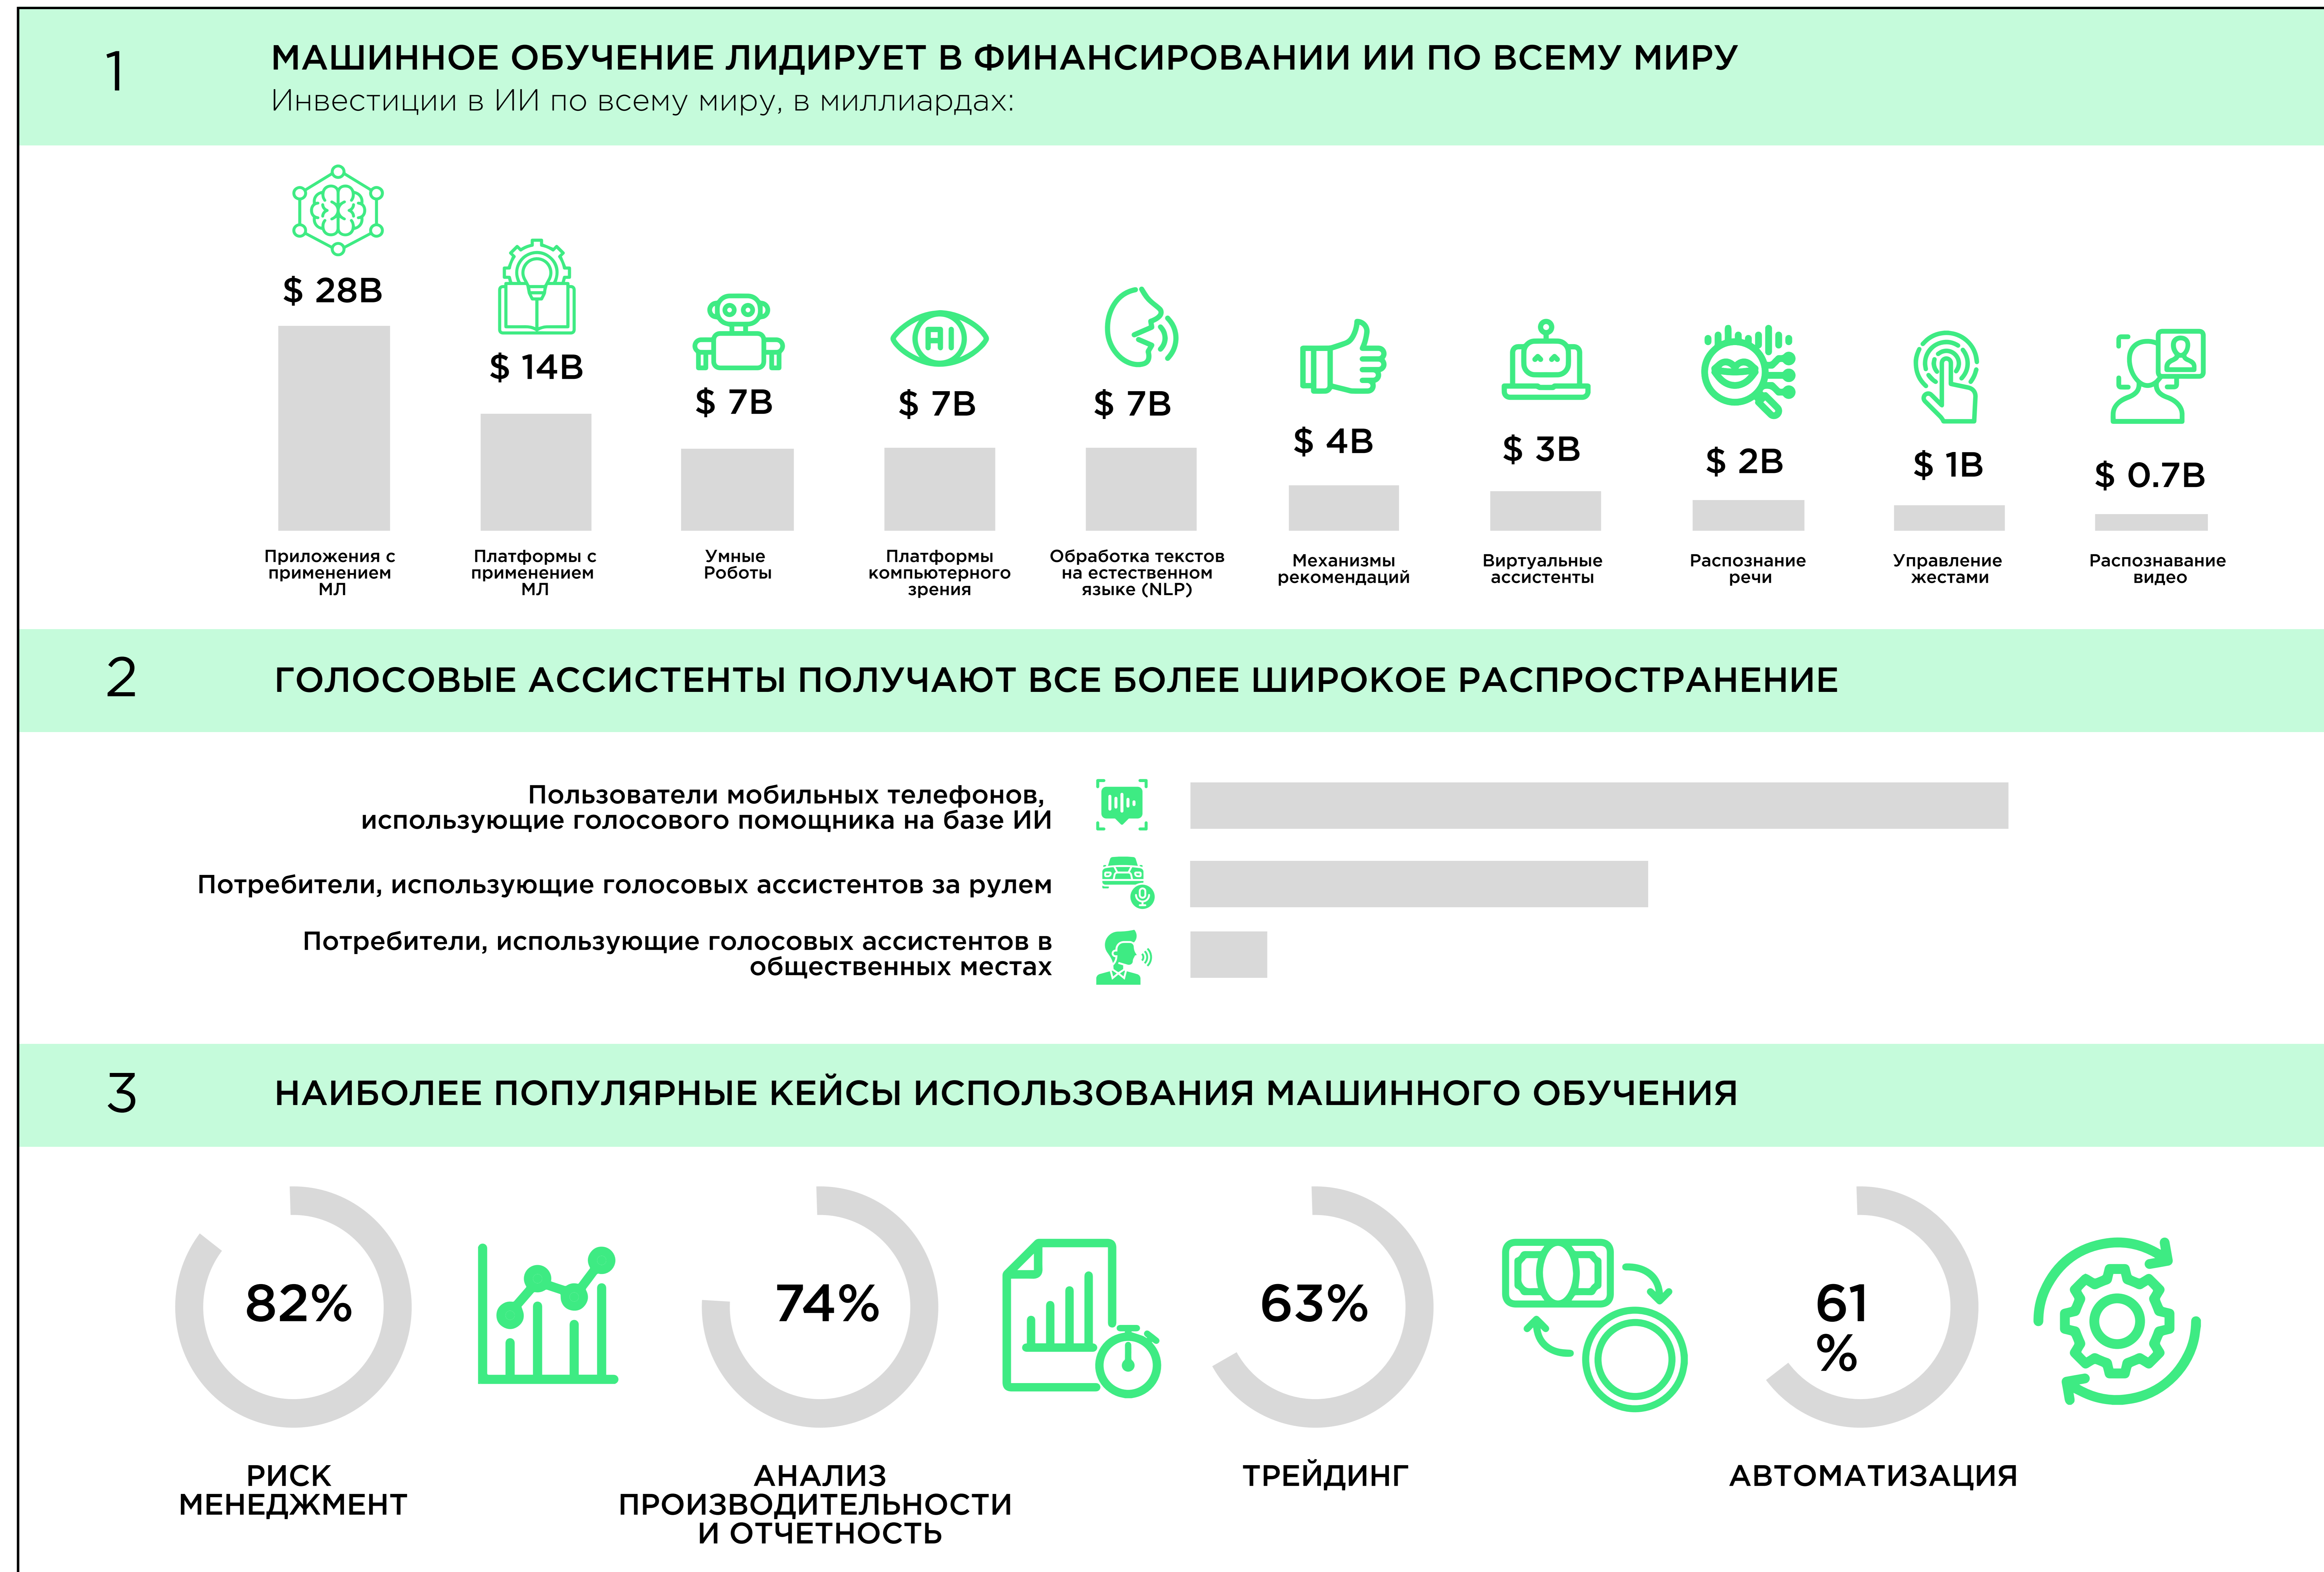 1
МАШИННОЕ ОБУЧЕНИЕ ЛИДИРУЕТ В ФИНАНСИРОВАНИИ ИИ ПО ВСЕМУ МИРУ
Инвестиции в ИИ по всему миру, в миллиардах:
$ 28B
$ 14B
$ 7B
$ 7B
$ 7B
$ 4B
$ 3B
$ 2B
$ 1B
$ 0.7B
AI
Приложения с
применением
МЛ
Платформы с
применением
МЛ
Умные
Роботы
Платформы
компьютерного
зрения
Обработка текстов
на естественном
языке (NLP)
Механизмы
рекомендаций
Виртуальные
ассистенты
Распознание
речи
Управление
жестами
Распознавание
видео
2
ГОЛОСОВЫЕ АССИСТЕНТЫ ПОЛУЧАЮТ ВСЕ БОЛЕЕ ШИРОКОЕ РАСПРОСТРАНЕНИЕ
Пользователи мобильных телефонов,
использующие голосового помощника на базе ИИ
Потребители, использующие голосовых ассистентов за рулем
Потребители, использующие голосовых ассистентов в
общественных местах
3
НАИБОЛЕЕ ПОПУЛЯРНЫЕ КЕЙСЫ ИСПОЛЬЗОВАНИЯ МАШИННОГО ОБУЧЕНИЯ
82%
74%
63%
61
%
РИСК
МЕНЕДЖМЕНТ
АНАЛИЗ
ПРОИЗВОДИТЕЛЬНОСТИ
И ОТЧЕТНОСТЬ
ТРЕЙДИНГ
АВТОМАТИЗАЦИЯ